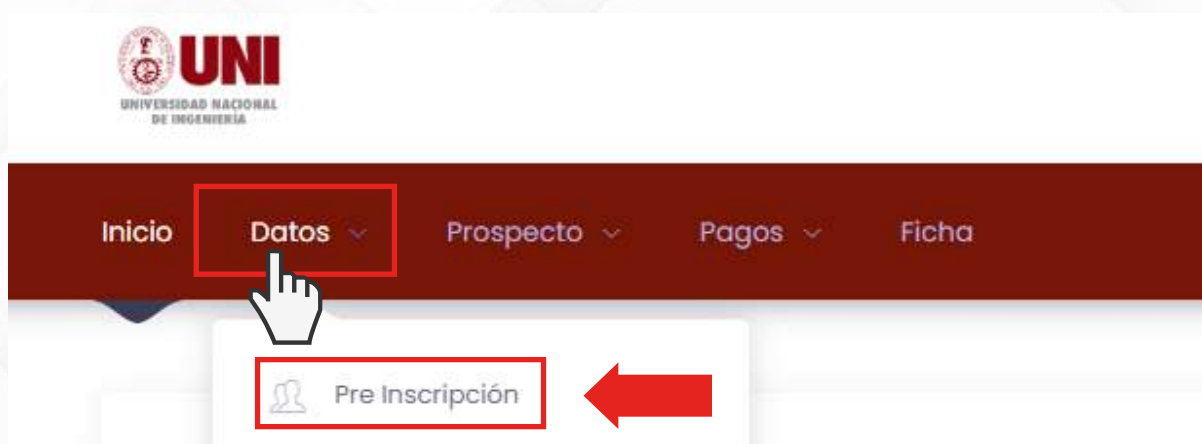 UNI
UNIVERSIDAD NACIONAL
DE INGENIERÍA
Inicio Datos Prospecto Pagos Ficha
Pre Inscripción